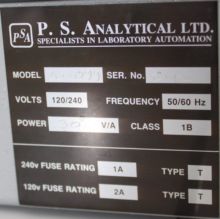 PSA P. S. ANALYTICAL LTD.
SPECIALISTS IN LABORATORY AUTOMATION
MODEL SER. No.
VOLTS 120/240 FREQUENCY 50/60 Hz
POWER V/A CLASS 1B
240v FUSE RATING 1A TYPE T
120v FUSE RATING 2A TYPE T